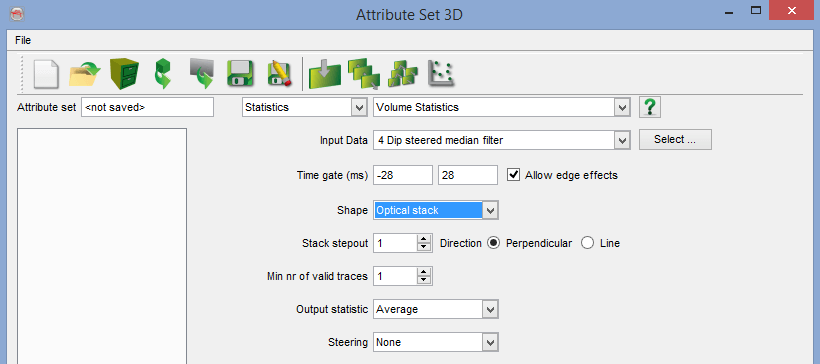 Attribute Set 3D
File
Attribute set <not saved> Statistics Volume Statistics ?
Input Data 4 Dip steered median filter Select ...
Time gate (ms) -28 28 Allow edge effects
Shape Optical stack
Stack stepout 1 Direction Perpendicular Line
Min nr of valid traces 1
Output statistic Average
Steering None